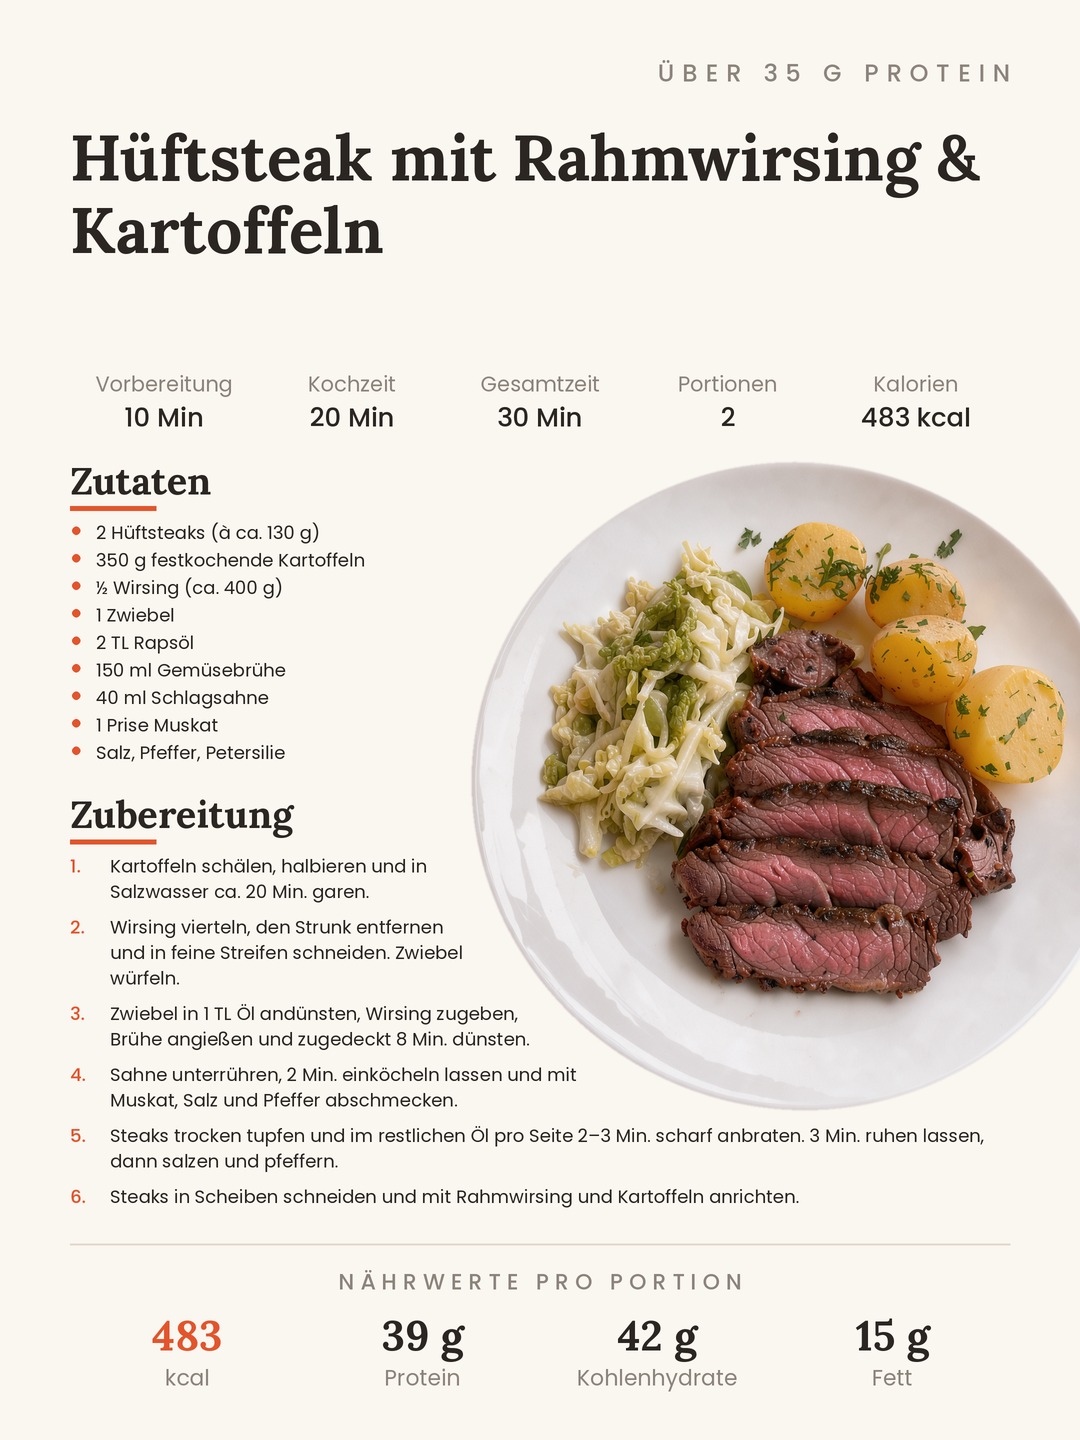 ÜBER 35 G PROTEIN
Hüftsteak mit Rahmwirsing &
Kartoffeln
Vorbereitung Kochzeit Gesamtzeit Portionen Kalorien
10 Min 20 Min 30 Min 2 483 kcal
Zutaten
• 2 Hüftsteaks (à ca. 130 g)
• 350 g festkochende Kartoffeln
• ½ Wirsing (ca. 400 g)
• 1 Zwiebel
• 2 TL Rapsöl
• 150 ml Gemüsebrühe
• 40 ml Schlagsahne
• 1 Prise Muskat
• Salz, Pfeffer, Petersilie
Zubereitung
1. Kartoffeln schälen, halbieren und in
Salzwasser ca. 20 Min. garen.
2. Wirsing vierteln, den Strunk entfernen
und in feine Streifen schneiden. Zwiebel
würfeln.
3. Zwiebel in 1 TL Öl andünsten, Wirsing zugeben,
Brühe angießen und zugedeckt 8 Min. dünsten.
4. Sahne unterrühren, 2 Min. einköcheln lassen und mit
Muskat, Salz und Pfeffer abschmecken.
5. Steaks trocken tupfen und im restlichen Öl pro Seite 2–3 Min. scharf anbraten. 3 Min. ruhen lassen,
dann salzen und pfeffern.
6. Steaks in Scheiben schneiden und mit Rahmwirsing und Kartoffeln anrichten.
NÄHRWERTE PRO PORTION
483 39 g 42 g 15 g
kcal Protein Kohlenhydrate Fett